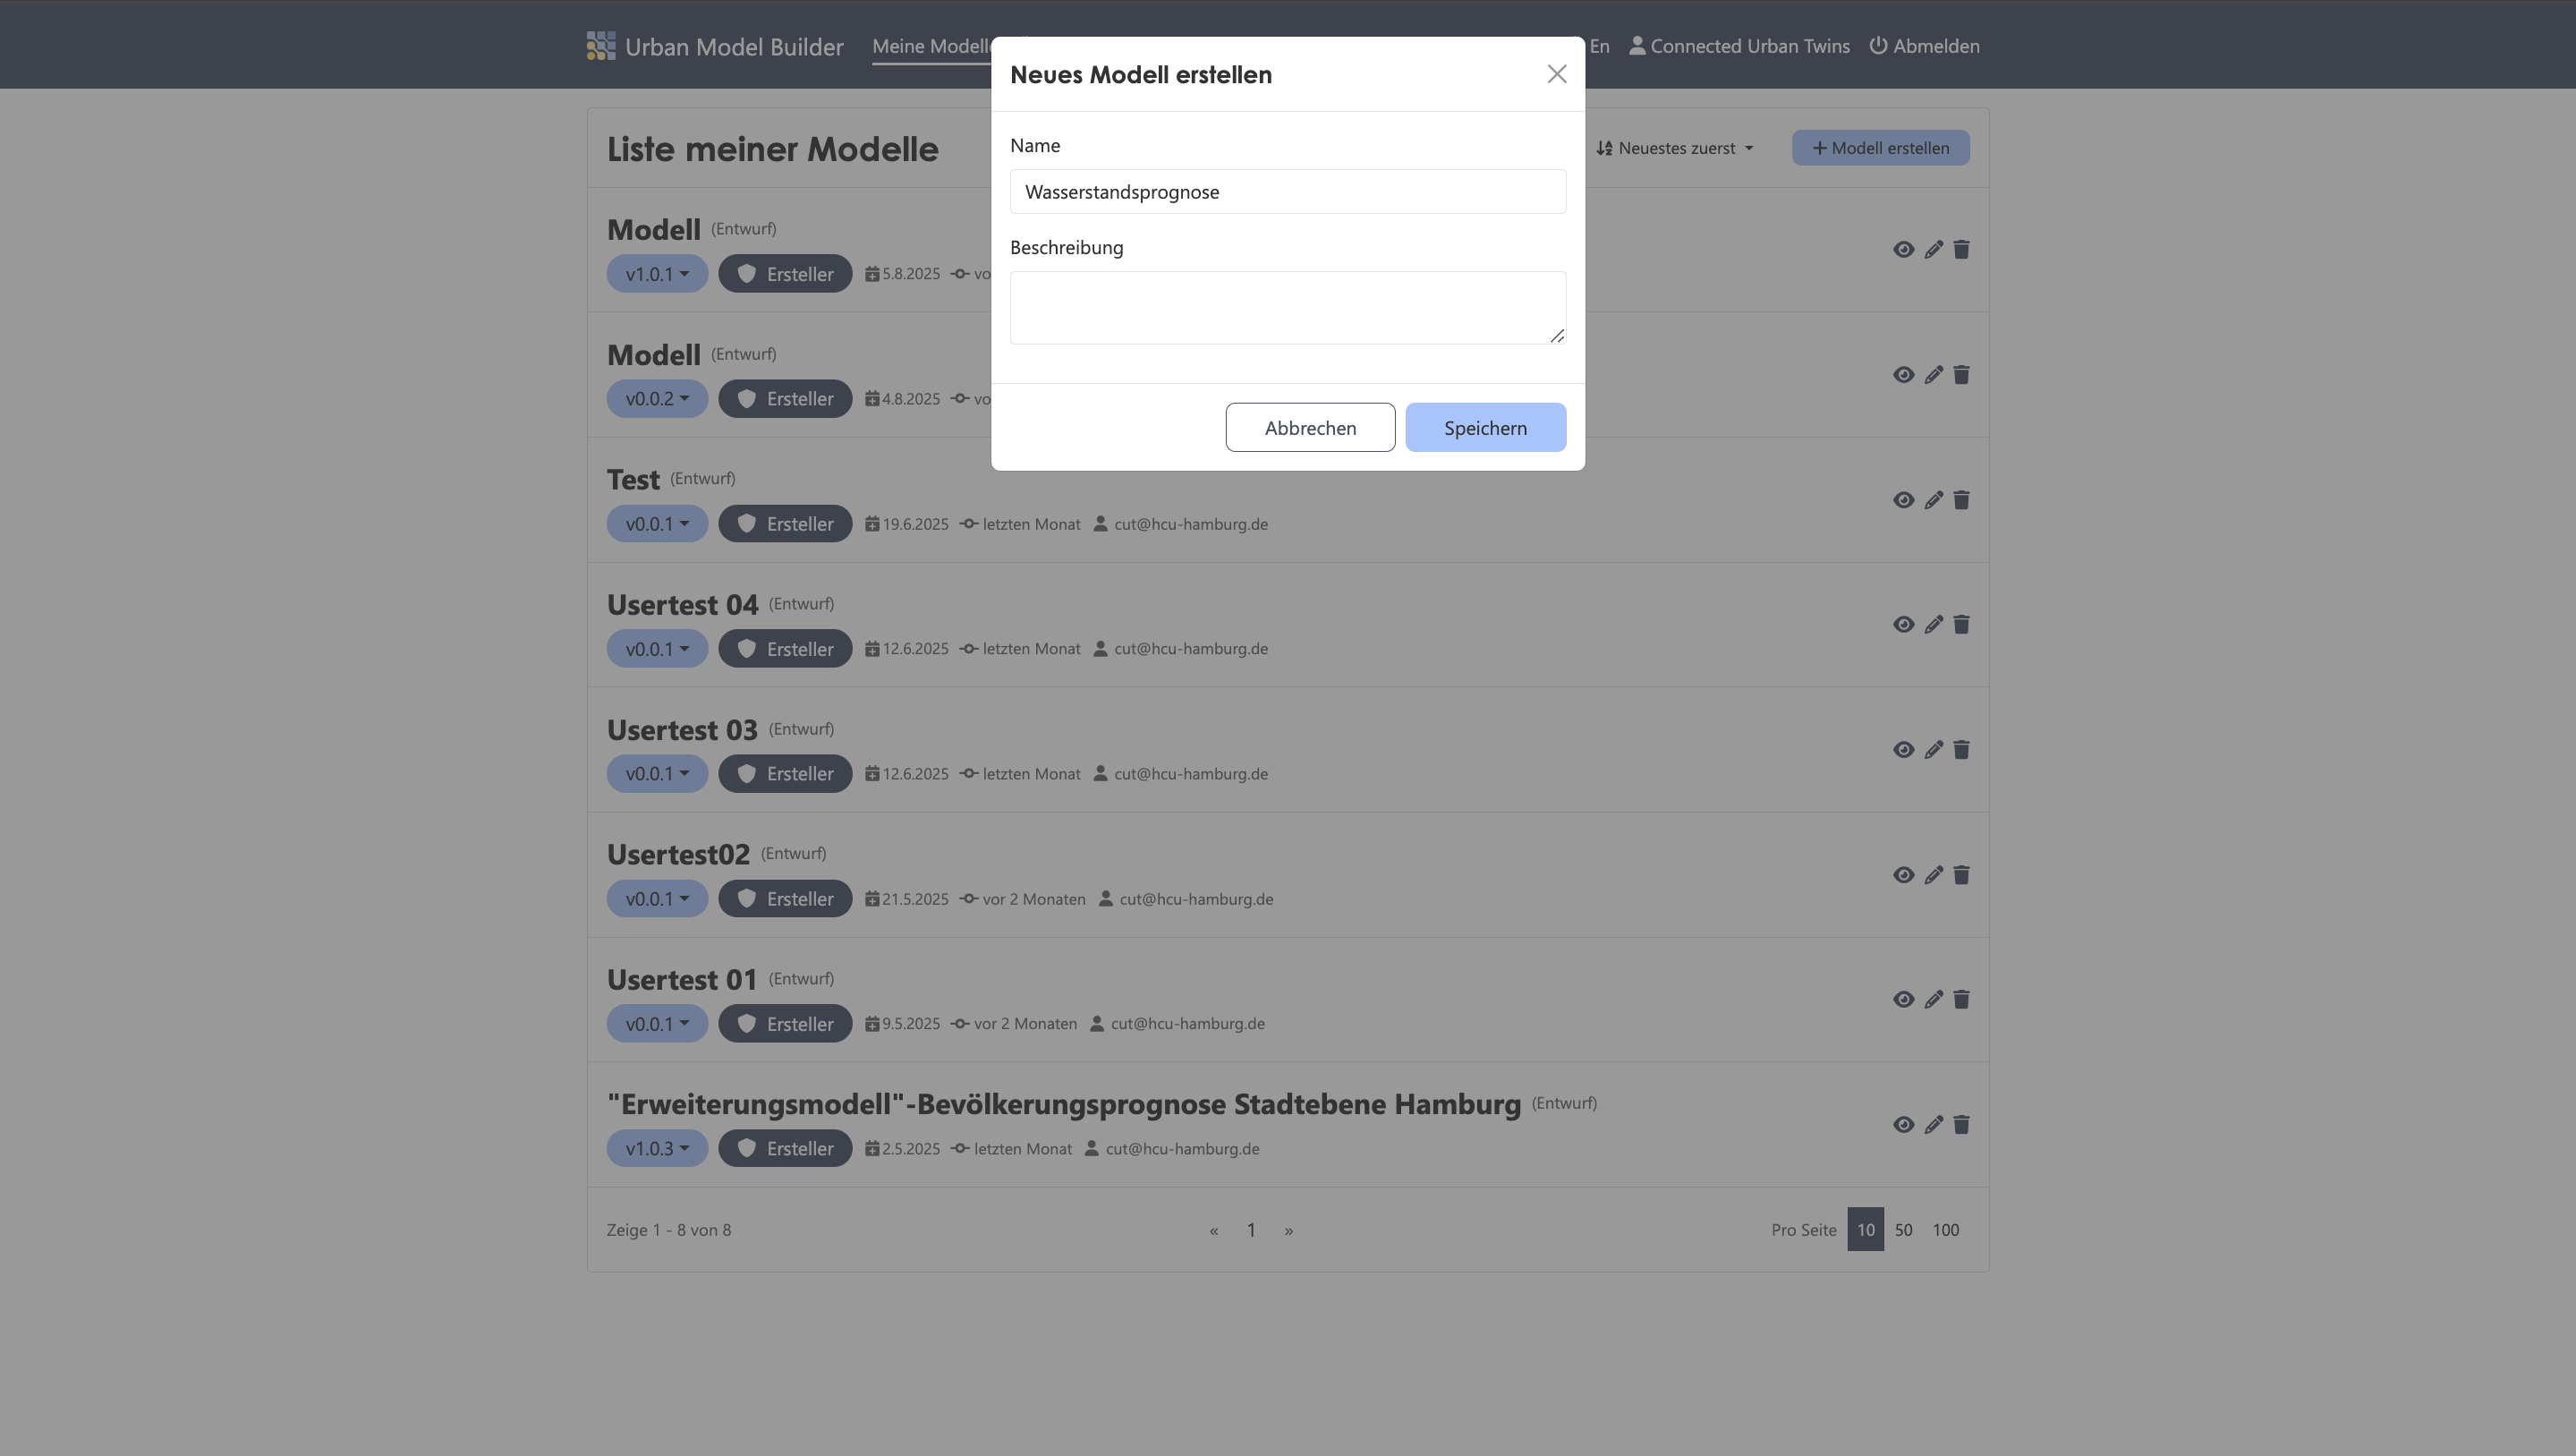 Urban Model Builder Meine Modelle En Connected Urban Twins Abmelden
Neues Modell erstellen
Name
Wasserstandsprognose
Beschreibung
Abbrechen Speichern
Liste meiner Modelle Neuestes zuerst + Modell erstellen
Modell (Entwurf)
v1.0.1 Ersteller 5.8.2025 vo
Modell (Entwurf)
v0.0.2 Ersteller 4.8.2025 vo
Test (Entwurf)
v0.0.1 Ersteller 19.6.2025 letzten Monat cut@hcu-hamburg.de
Usertest 04 (Entwurf)
v0.0.1 Ersteller 12.6.2025 letzten Monat cut@hcu-hamburg.de
Usertest 03 (Entwurf)
v0.0.1 Ersteller 12.6.2025 letzten Monat cut@hcu-hamburg.de
Usertest02 (Entwurf)
v0.0.1 Ersteller 21.5.2025 vor 2 Monaten cut@hcu-hamburg.de
Usertest 01 (Entwurf)
v0.0.1 Ersteller 9.5.2025 vor 2 Monaten cut@hcu-hamburg.de
"Erweiterungsmodell"-Bevölkerungsprognose Stadtebene Hamburg (Entwurf)
v1.0.3 Ersteller 2.5.2025 letzten Monat cut@hcu-hamburg.de
Zeige 1 - 8 von 8 « 1 » Pro Seite 10 50 100